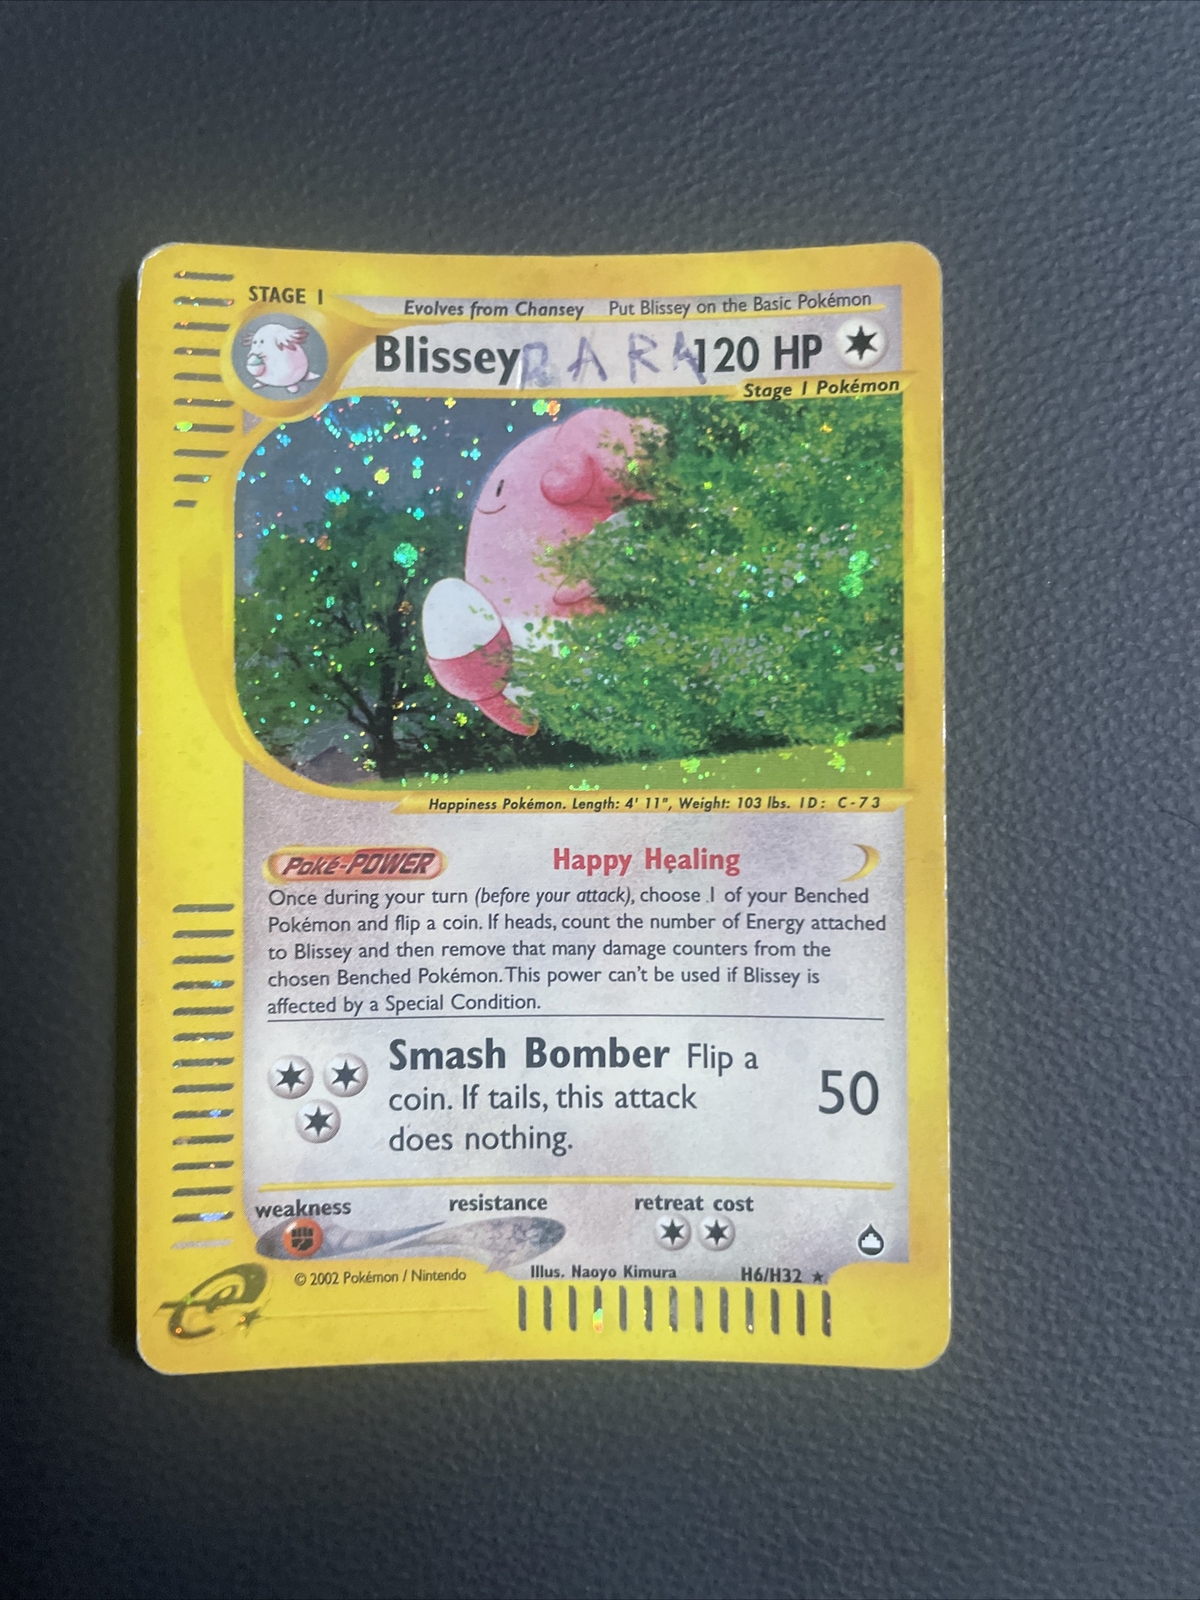 STAGE 1
Evolves from Chansey Put Blissey on the Basic Pokémon
Blissey 120 HP
Stage 1 Pokémon
Happiness Pokémon. Length: 4' 11", Weight: 103 lbs. ID: C-73
Poké-POWER Happy Healing
Once during your turn (before your attack), choose 1 of your Benched
Pokémon and flip a coin. If heads, count the number of Energy attached
to Blissey and then remove that many damage counters from the
chosen Benched Pokémon. This power can't be used if Blissey is
affected by a Special Condition.
Smash Bomber Flip a
coin. If tails, this attack
does nothing.
50
weakness resistance retreat cost
© 2002 Pokémon / Nintendo Illus. Naoyo Kimura H6/H32 ★
e